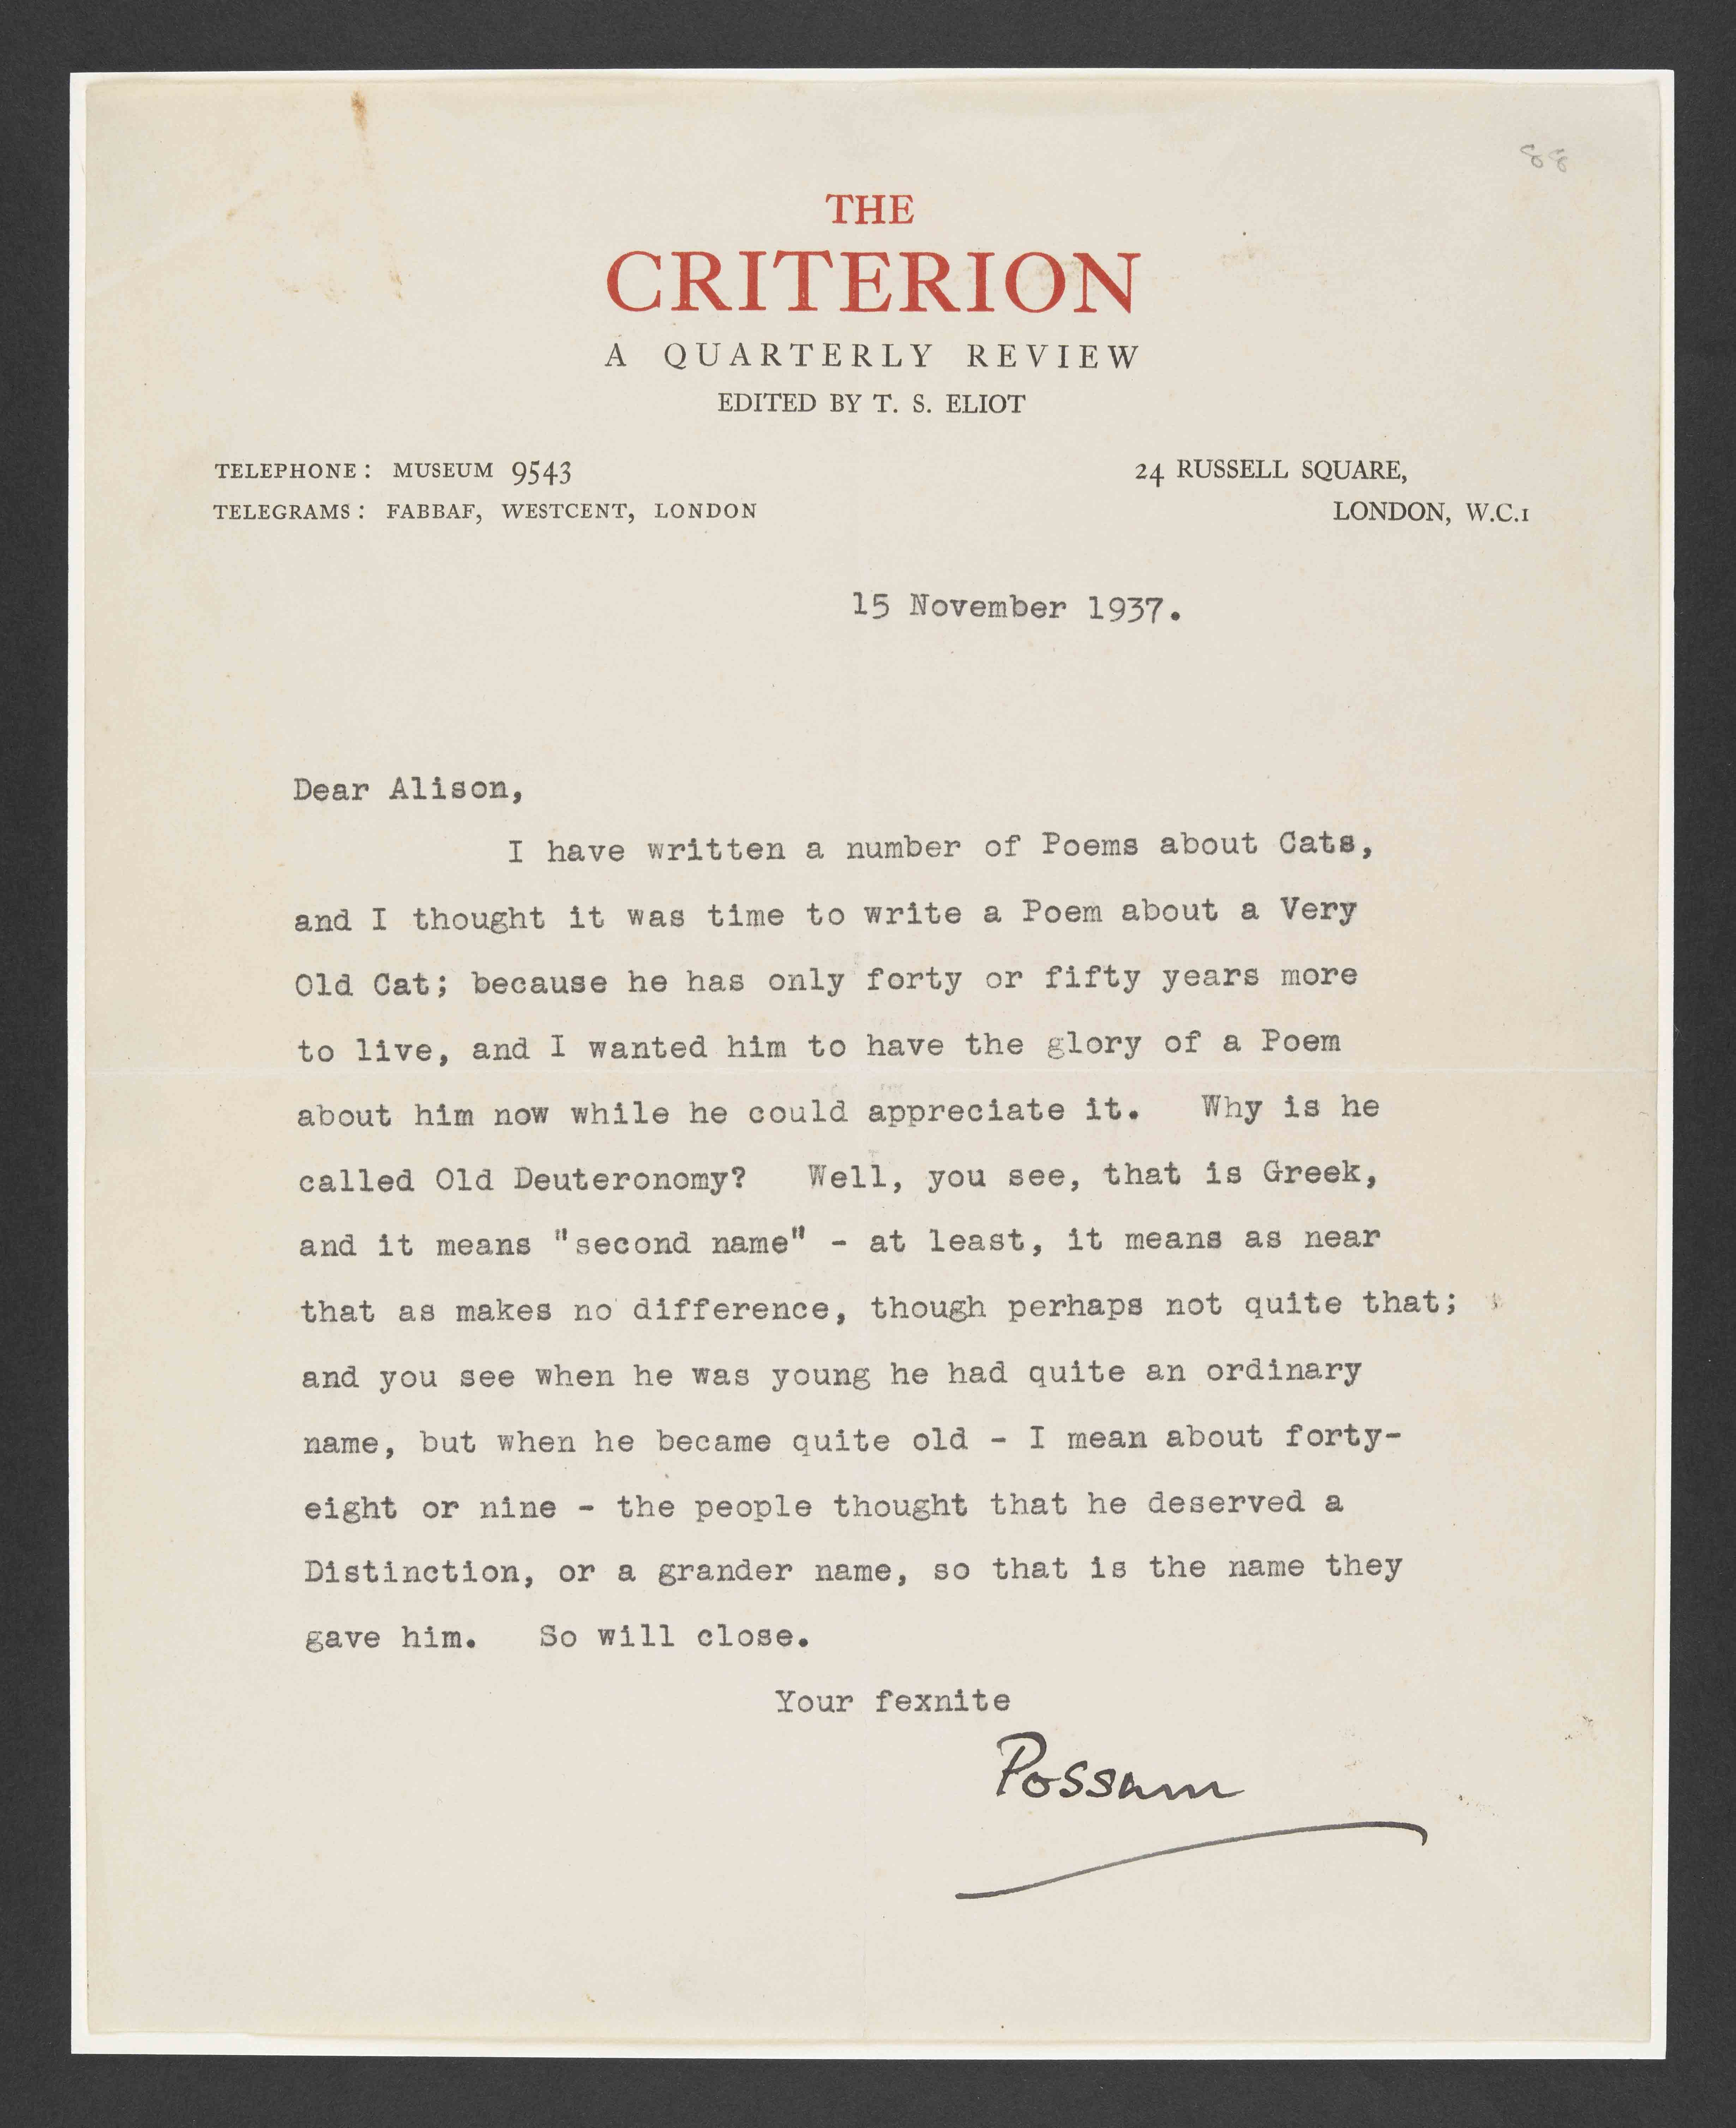 88
THE
CRITERION
A QUARTERLY REVIEW
EDITED BY T. S. ELIOT
TELEPHONE: MUSEUM 9543
TELEGRAMS: FABBAF, WESTCENT, LONDON
24 RUSSELL SQUARE,
LONDON, W.C.1
15 November 1937.
Dear Alison,
I have written a number of Poems about Cats,
and I thought it was time to write a Poem about a Very
Old Cat; because he has only forty or fifty years more
to live, and I wanted him to have the glory of a Poem
about him now while he could appreciate it. Why is he
called Old Deuteronomy? Well, you see, that is Greek,
and it means "second name" - at least, it means as near
that as makes no difference, though perhaps not quite that;
and you see when he was young he had quite an ordinary
name, but when he became quite old - I mean about forty-
eight or nine - the people thought that he deserved a
Distinction, or a grander name, so that is the name they
gave him. So will close.
Your fexnite
Possum